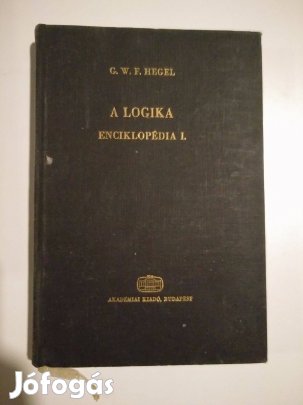 G. W. F. HEGEL
A LOGIKA
ENCIKLOPÉDIA I.
AKADÉMIAI KIADÓ, BUDAPEST
Jófogás